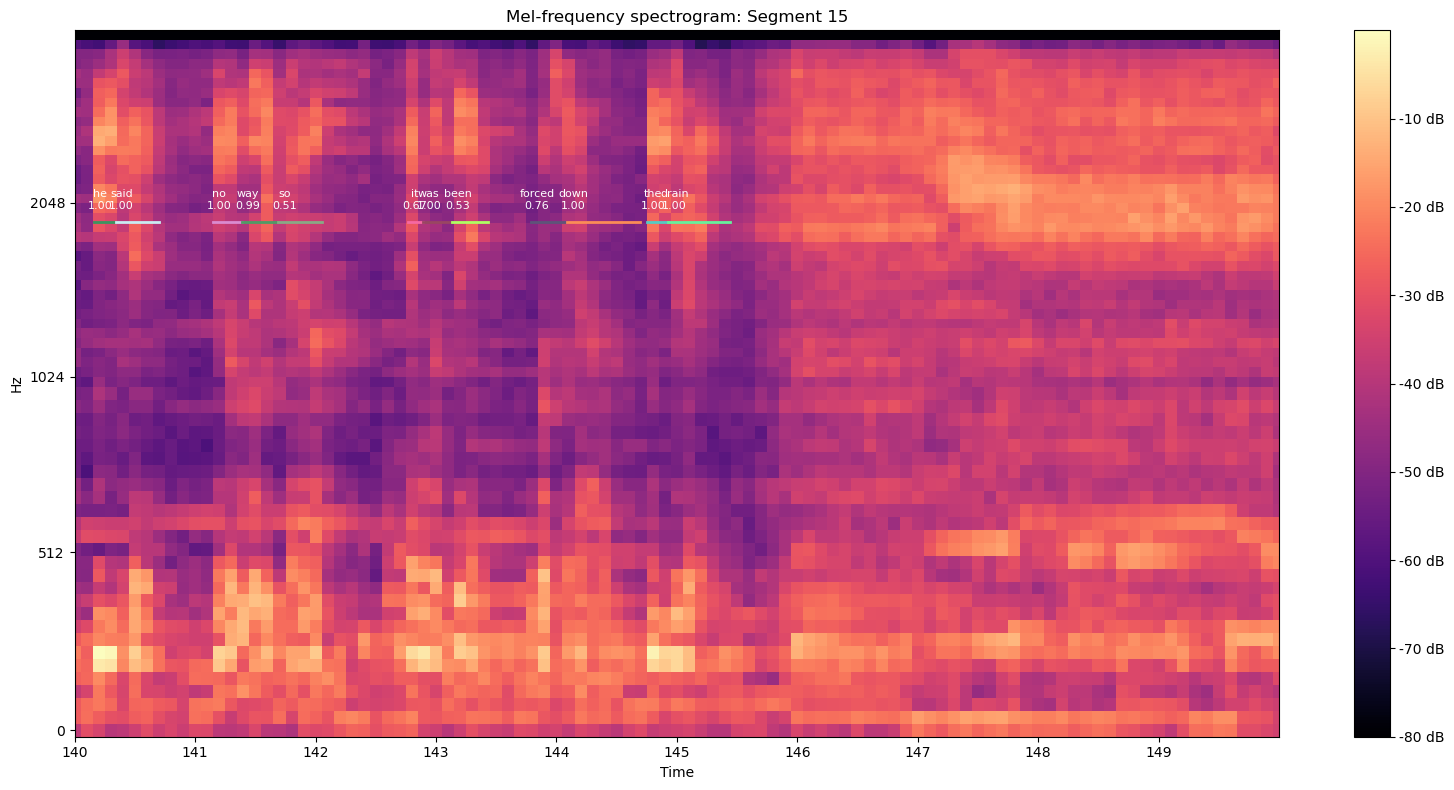 Mel-frequency spectrogram: Segment 15
he said no way so it was been forced down the drain
1.00 1.00 1.00 0.99 0.51 0.67 1.00 0.53 0.76 1.00 1.00 1.00
Hz
2048
1024
512
0
140 141 142 143 144 145 146 147 148 149
Time
-10 dB
-20 dB
-30 dB
-40 dB
-50 dB
-60 dB
-70 dB
-80 dB